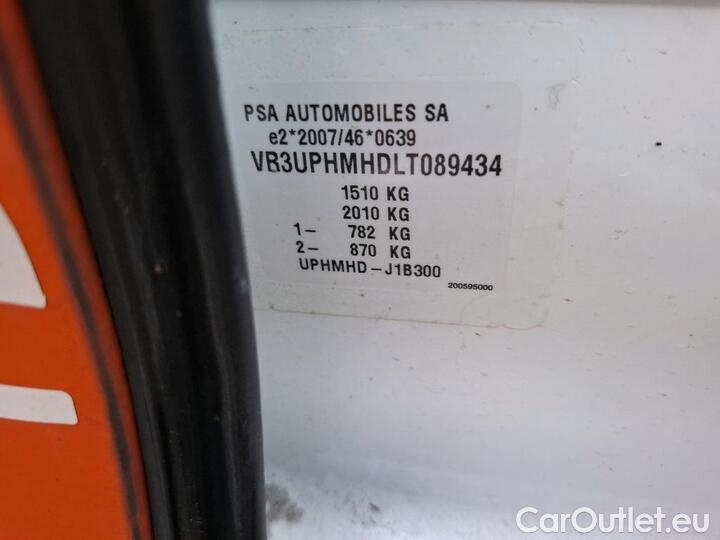 PSA AUTOMOBILES SA
e2*2007/46*0639
VR3UPHMHDLT089434
1510 KG
2010 KG
1- 782 KG
2- 870 KG
UPHMHD-J1B300
200595000
CarOutlet.eu